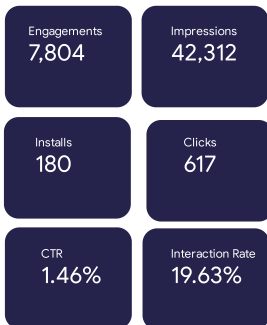 Engagements
7,804
Impressions
42,312
Installs
180
Clicks
617
CTR
1.46%
Interaction Rate
19.63%